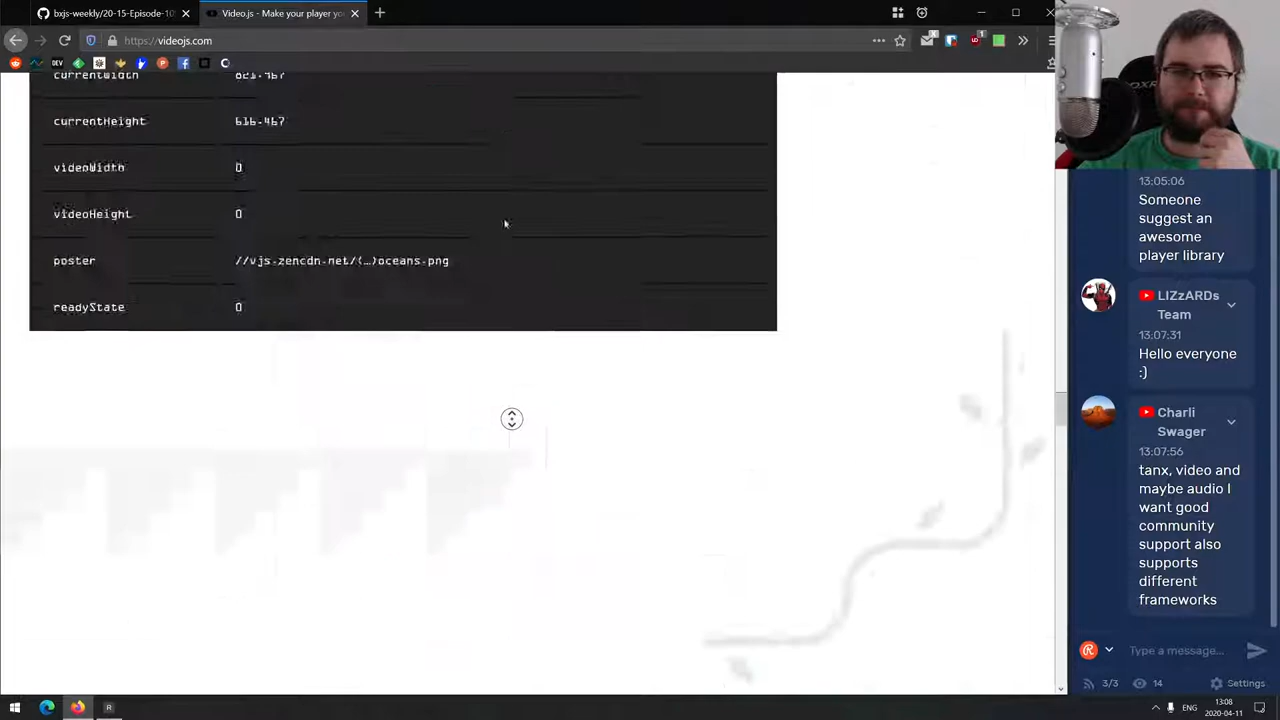 bxjs-weekly/20-15-Episode-10
Video.js - Make your player yo
https://videojs.com
currentWidth 621.467
currentHeight 616.467
videoWidth 0
videoHeight 0
poster //vjs.zencdn.net/(…)oceans.png
readyState 0
13:05:06
Someone
suggest an
awesome
player library
LIZzARDs
Team
13:07:31
Hello everyone
:)
Charli
Swager
13:07:56
tanx, video and
maybe audio I
want good
community
support also
supports
different
frameworks
Type a message...
3/3 14 Settings
ENG
13:08
2020-04-11